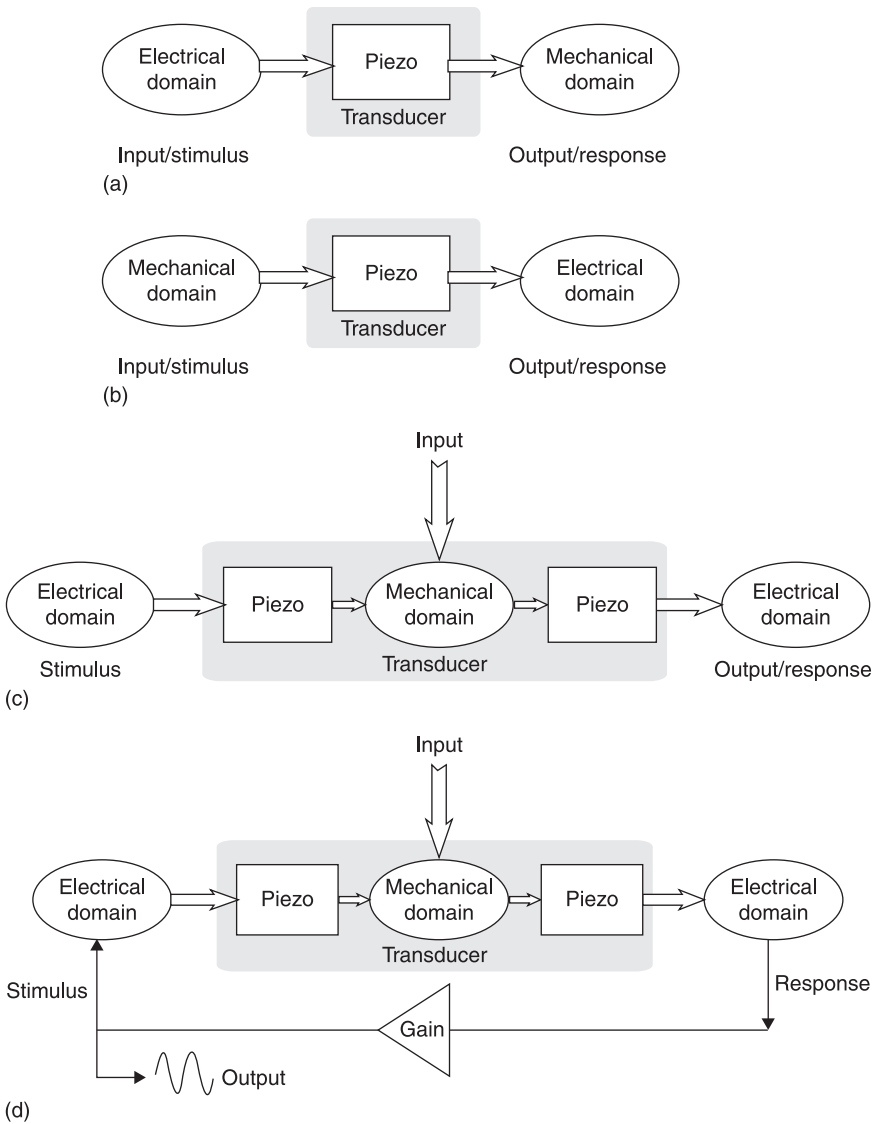 Electrical
domain
Piezo
Mechanical
domain
Transducer
Input/stimulus
Output/response
(a)
Mechanical
domain
Piezo
Electrical
domain
Transducer
Input/stimulus
Output/response
(b)
Input
Electrical
domain
Piezo
Mechanical
domain
Piezo
Electrical
domain
Stimulus
Transducer
Output/response
(c)
Input
Electrical
domain
Piezo
Mechanical
domain
Piezo
Electrical
domain
Transducer
Stimulus
Response
Gain
Output
(d)